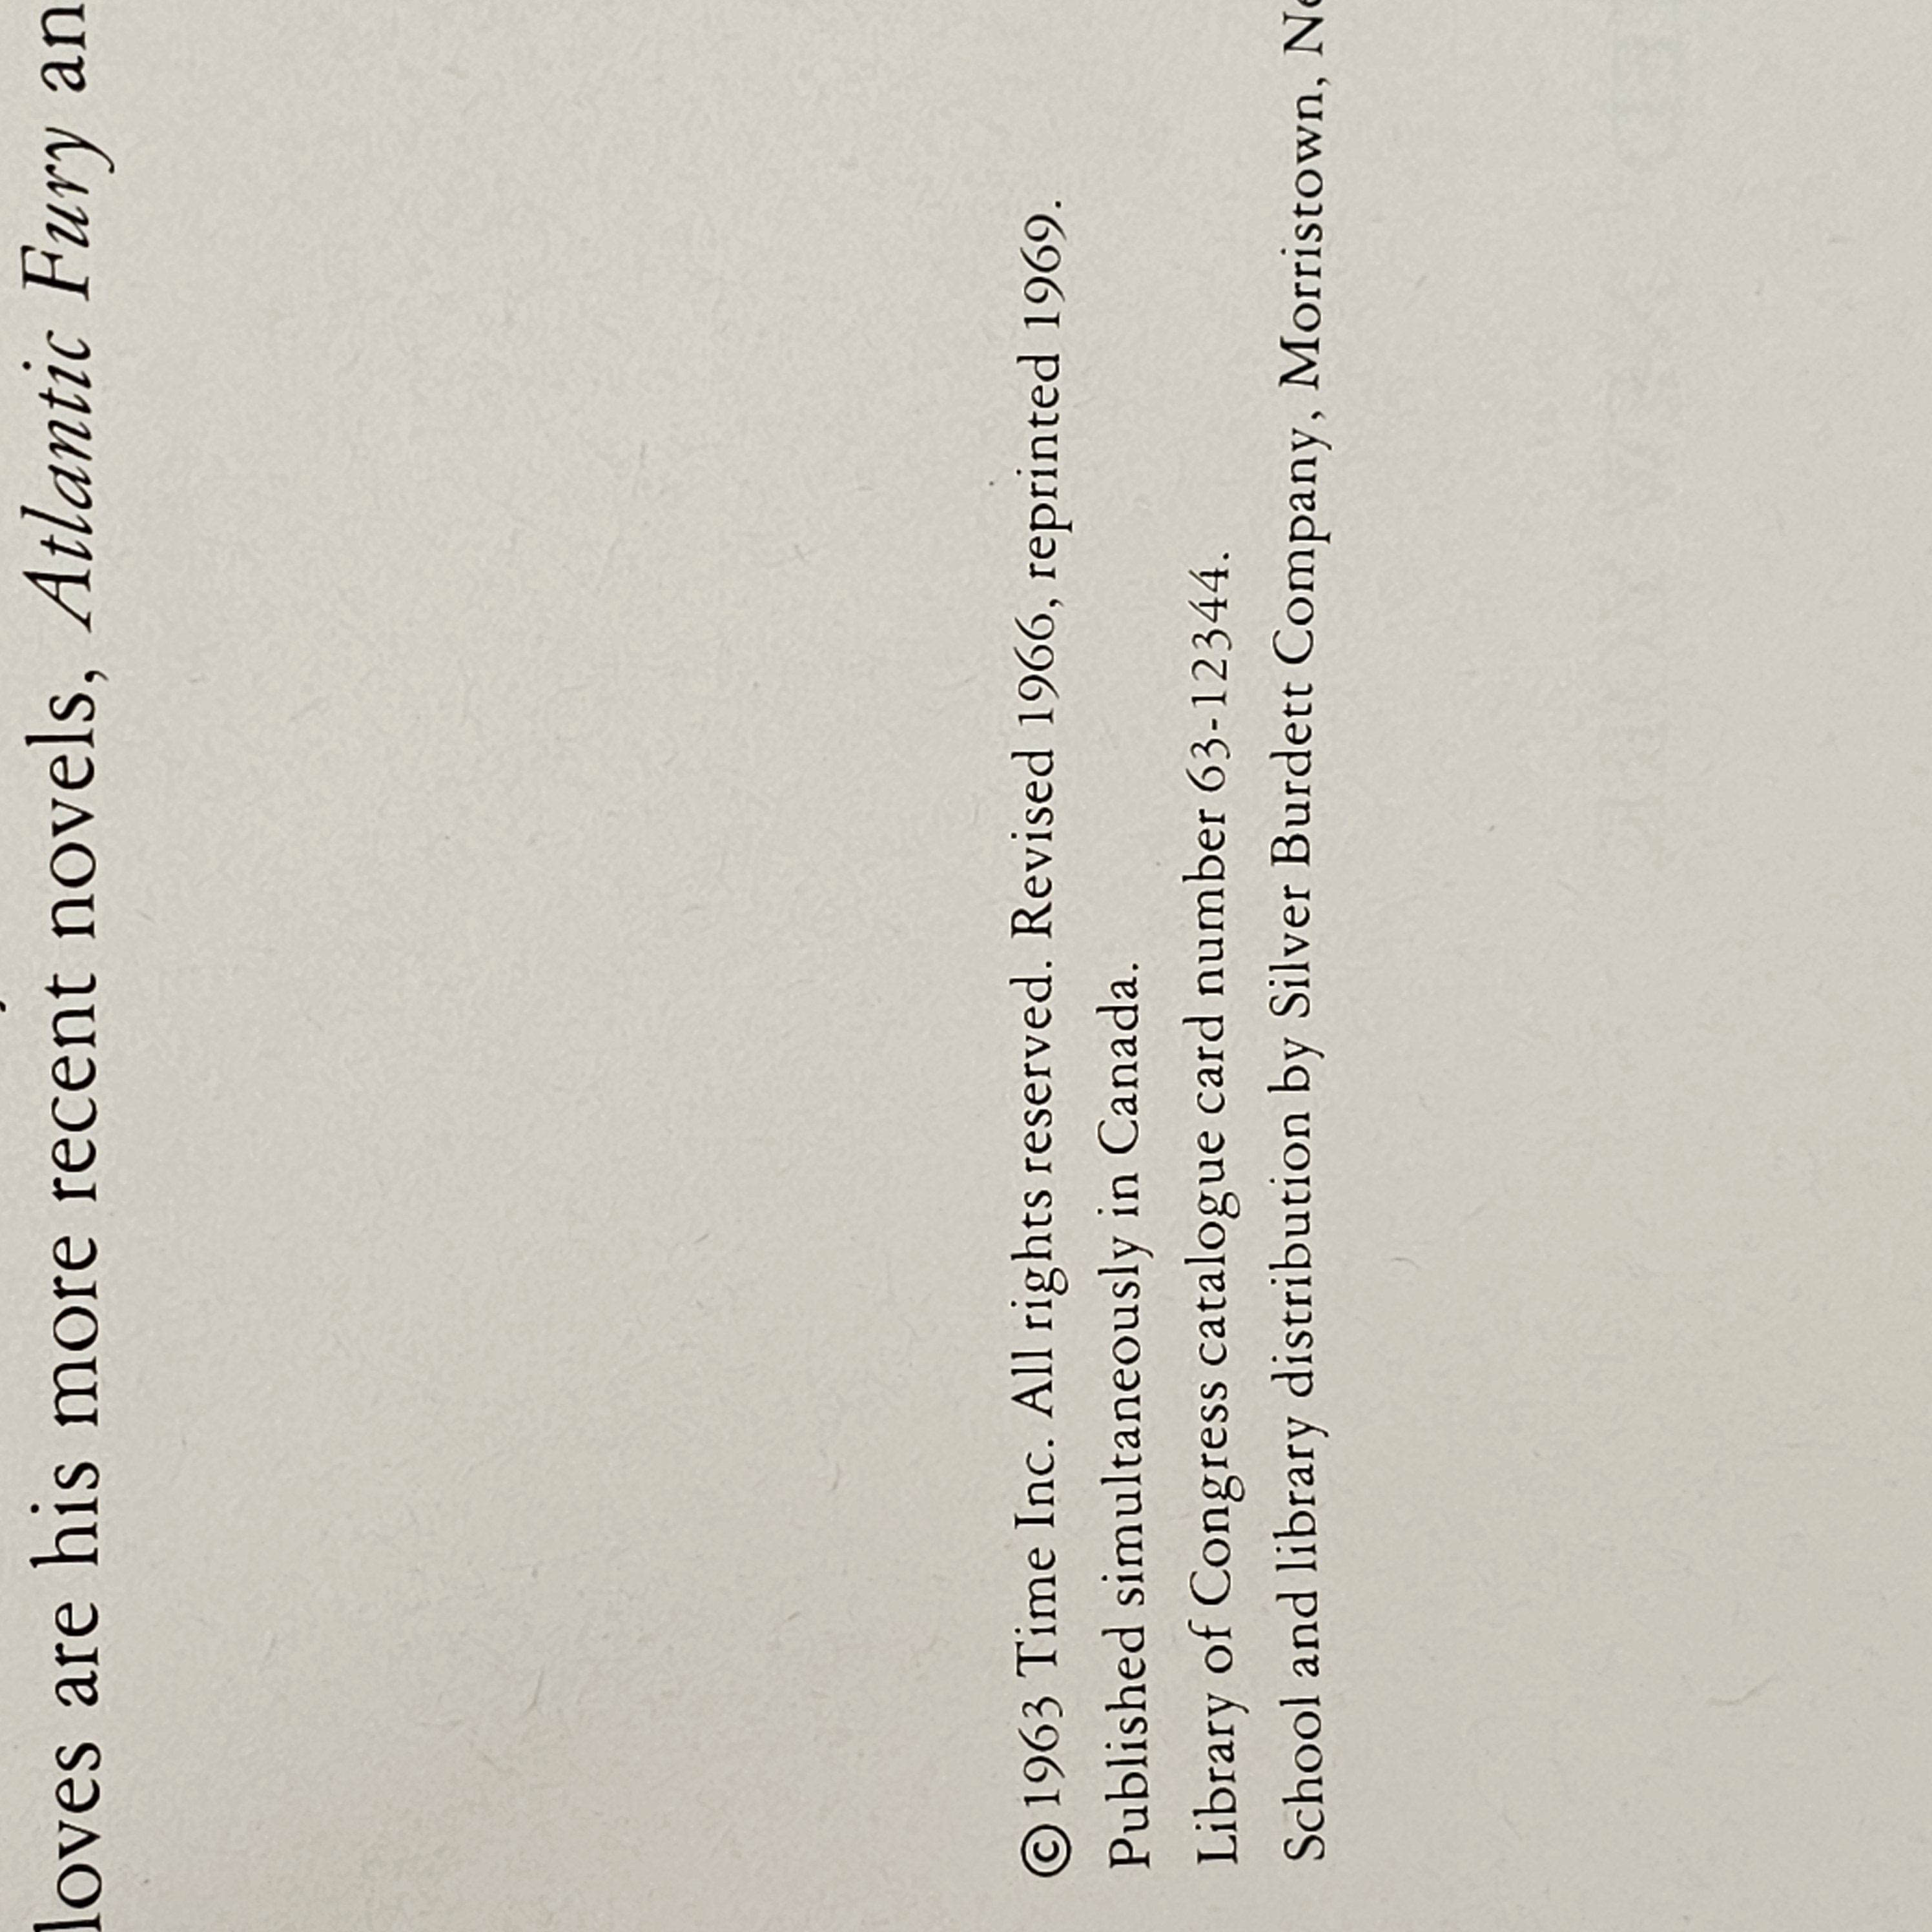 loves are his more recent novels, Atlantic Fury an
© 1963 Time Inc. All rights reserved. Revised 1966, reprinted 1969.
Published simultaneously in Canada.
Library of Congress catalogue card number 63-12344.
School and library distribution by Silver Burdett Company, Morristown, Ne